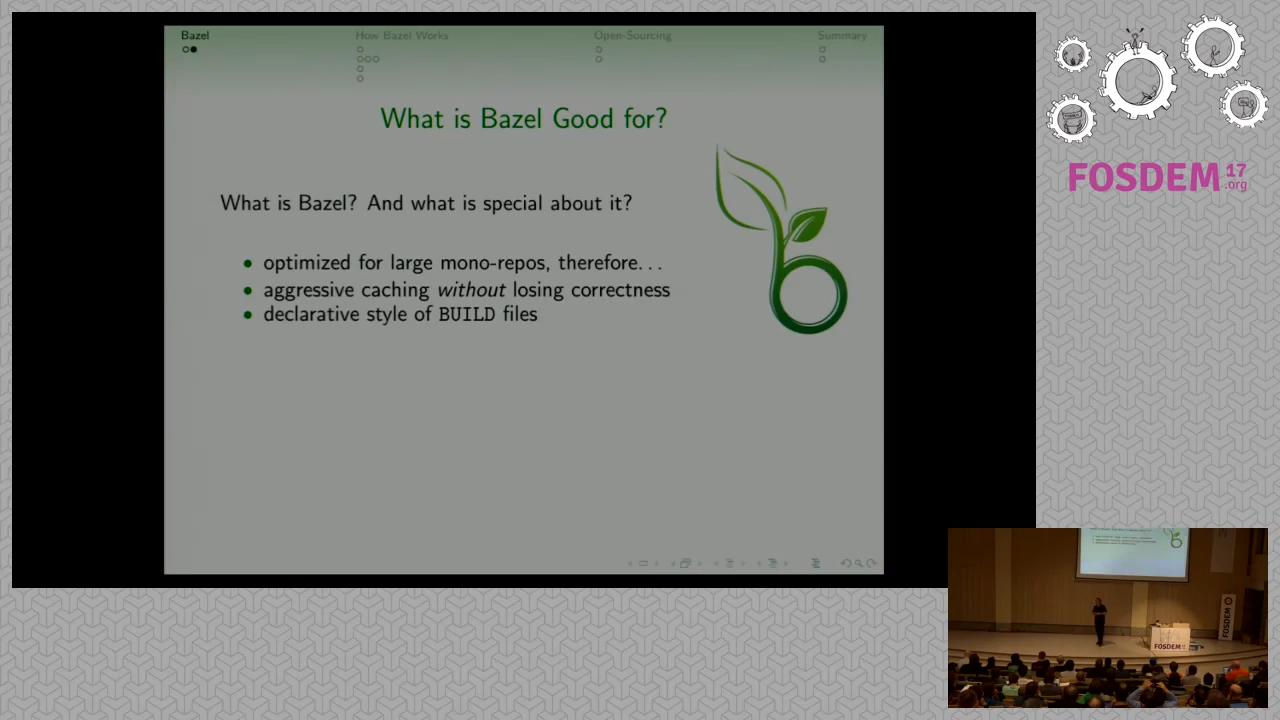 Bazel
How Bazel Works
Open-Sourcing
Summary
What is Bazel Good for?
What is Bazel? And what is special about it?
• optimized for large mono-repos, therefore...
• aggressive caching without losing correctness
• declarative style of BUILD files
FOSDEM 17
.org
FOSDEM
FOSDEM